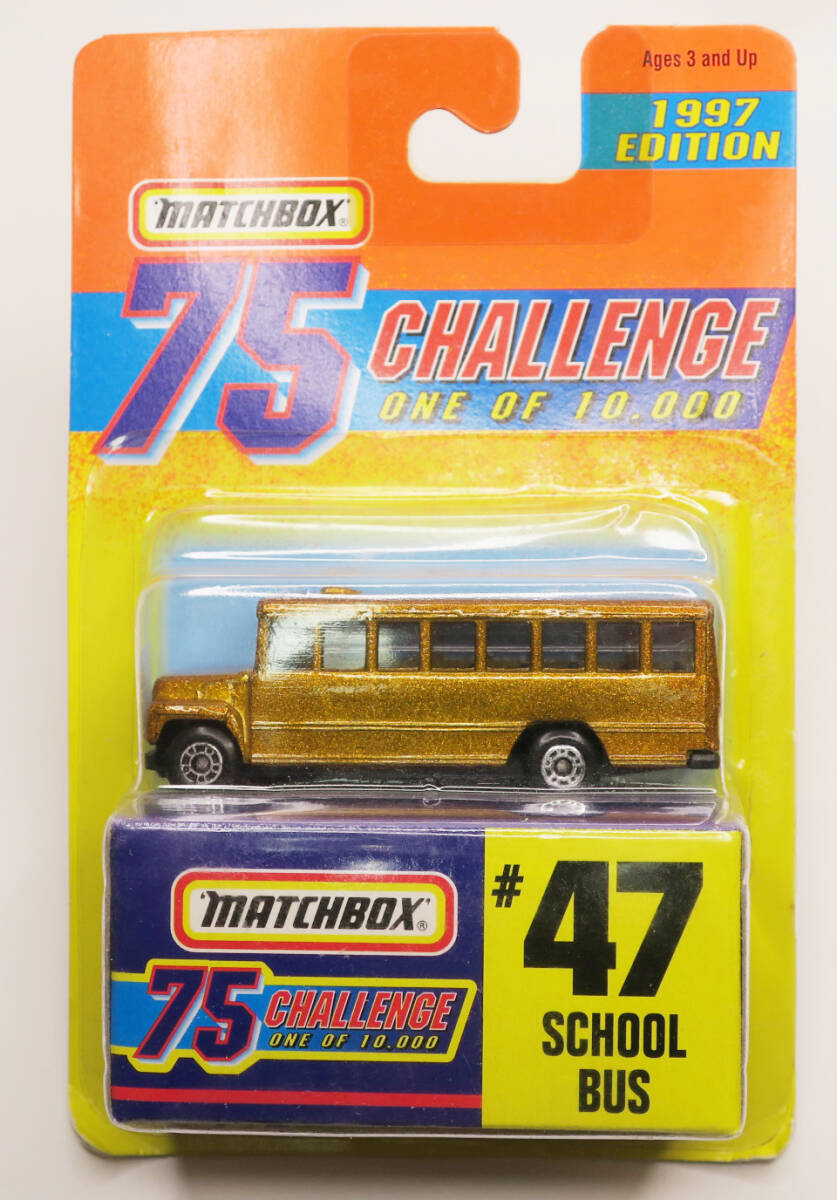 Ages 3 and Up
1997
EDITION
'MATCHBOX'®
75
CHALLENGE
ONE OF 10.000
'MATCHBOX'®
75
CHALLENGE
ONE OF 10.000
#47
SCHOOL
BUS